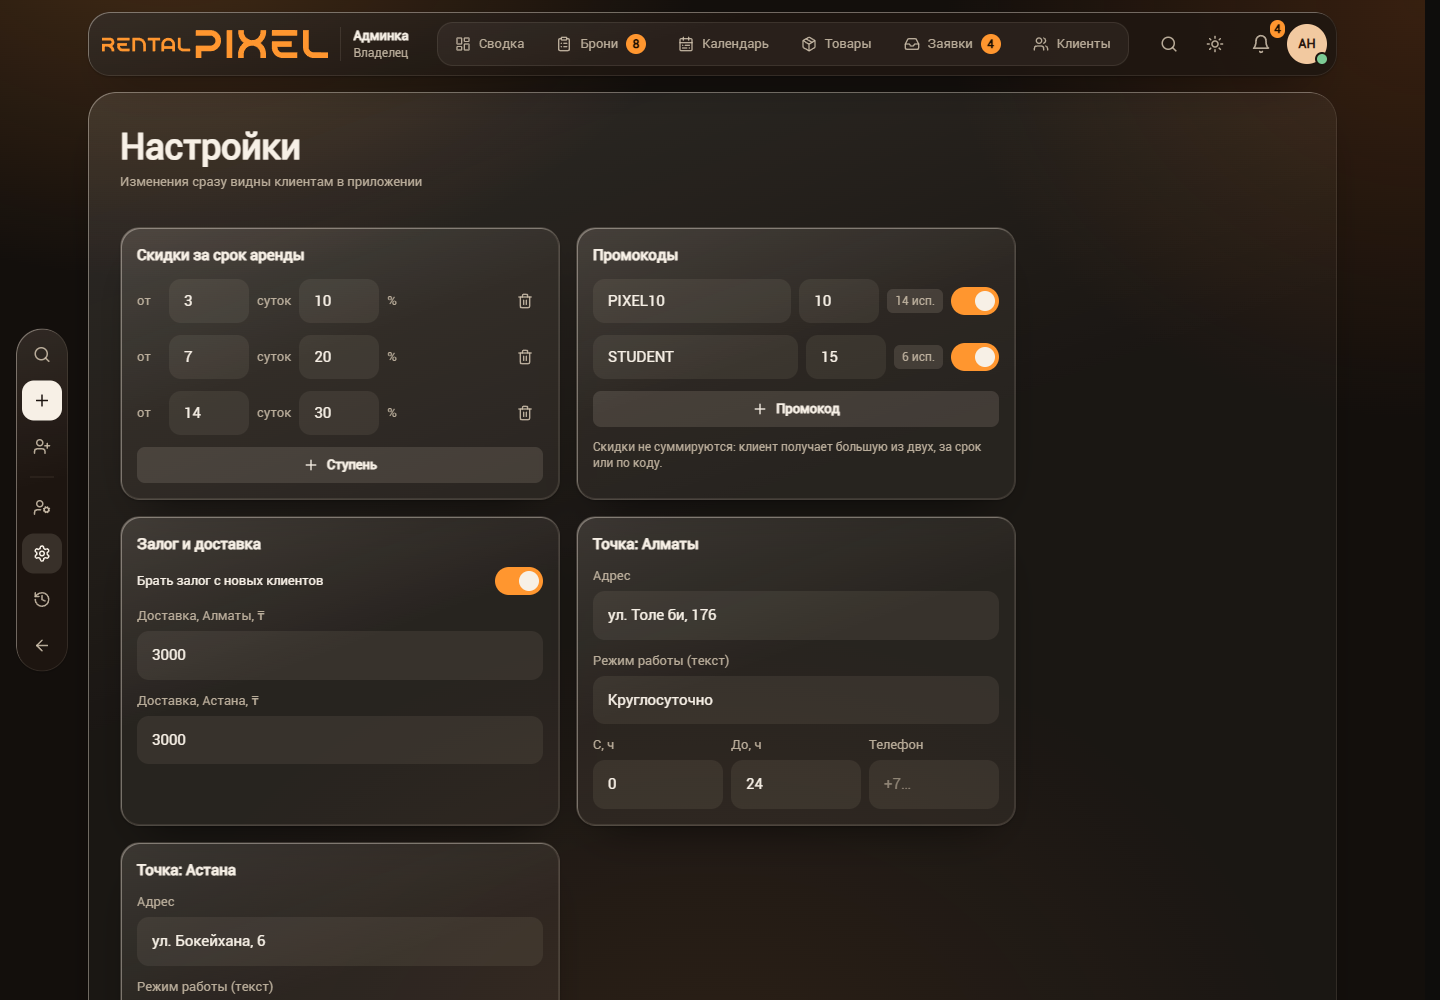 RENTAL PIXEL
Админка
Владелец
Сводка
Брони 8
Календарь
Товары
Заявки 4
Клиенты
4
АН
Настройки
Изменения сразу видны клиентам в приложении
Скидки за срок аренды
от 3 суток 10 %
от 7 суток 20 %
от 14 суток 30 %
Ступень
Промокоды
PIXEL10 10 14 исп.
STUDENT 15 6 исп.
Промокод
Скидки не суммируются: клиент получает большую из двух, за срок
или по коду.
Залог и доставка
Брать залог с новых клиентов
Доставка, Алматы, ₸
3000
Доставка, Астана, ₸
3000
Точка: Алматы
Адрес
ул. Толе би, 176
Режим работы (текст)
Круглосуточно
С, ч До, ч Телефон
0 24 +7...
Точка: Астана
Адрес
ул. Бокейхана, 6
Режим работы (текст)